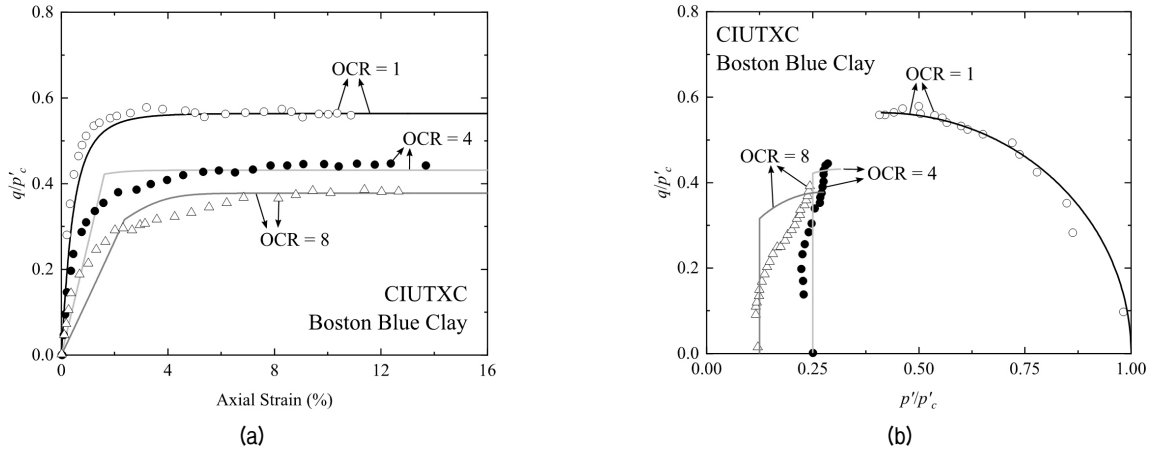 0.8
0.6
0.4
0.2
0.0
q/p'c
OCR = 1
OCR = 4
OCR = 8
CIUTXC
Boston Blue Clay
0
4
8
12
16
Axial Strain (%)
(a)
0.8
0.6
0.4
0.2
0.0
q/p'c
CIUTXC
Boston Blue Clay
OCR = 1
OCR = 8
OCR = 4
0.00
0.25
0.50
0.75
1.00
p'/p'c
(b)